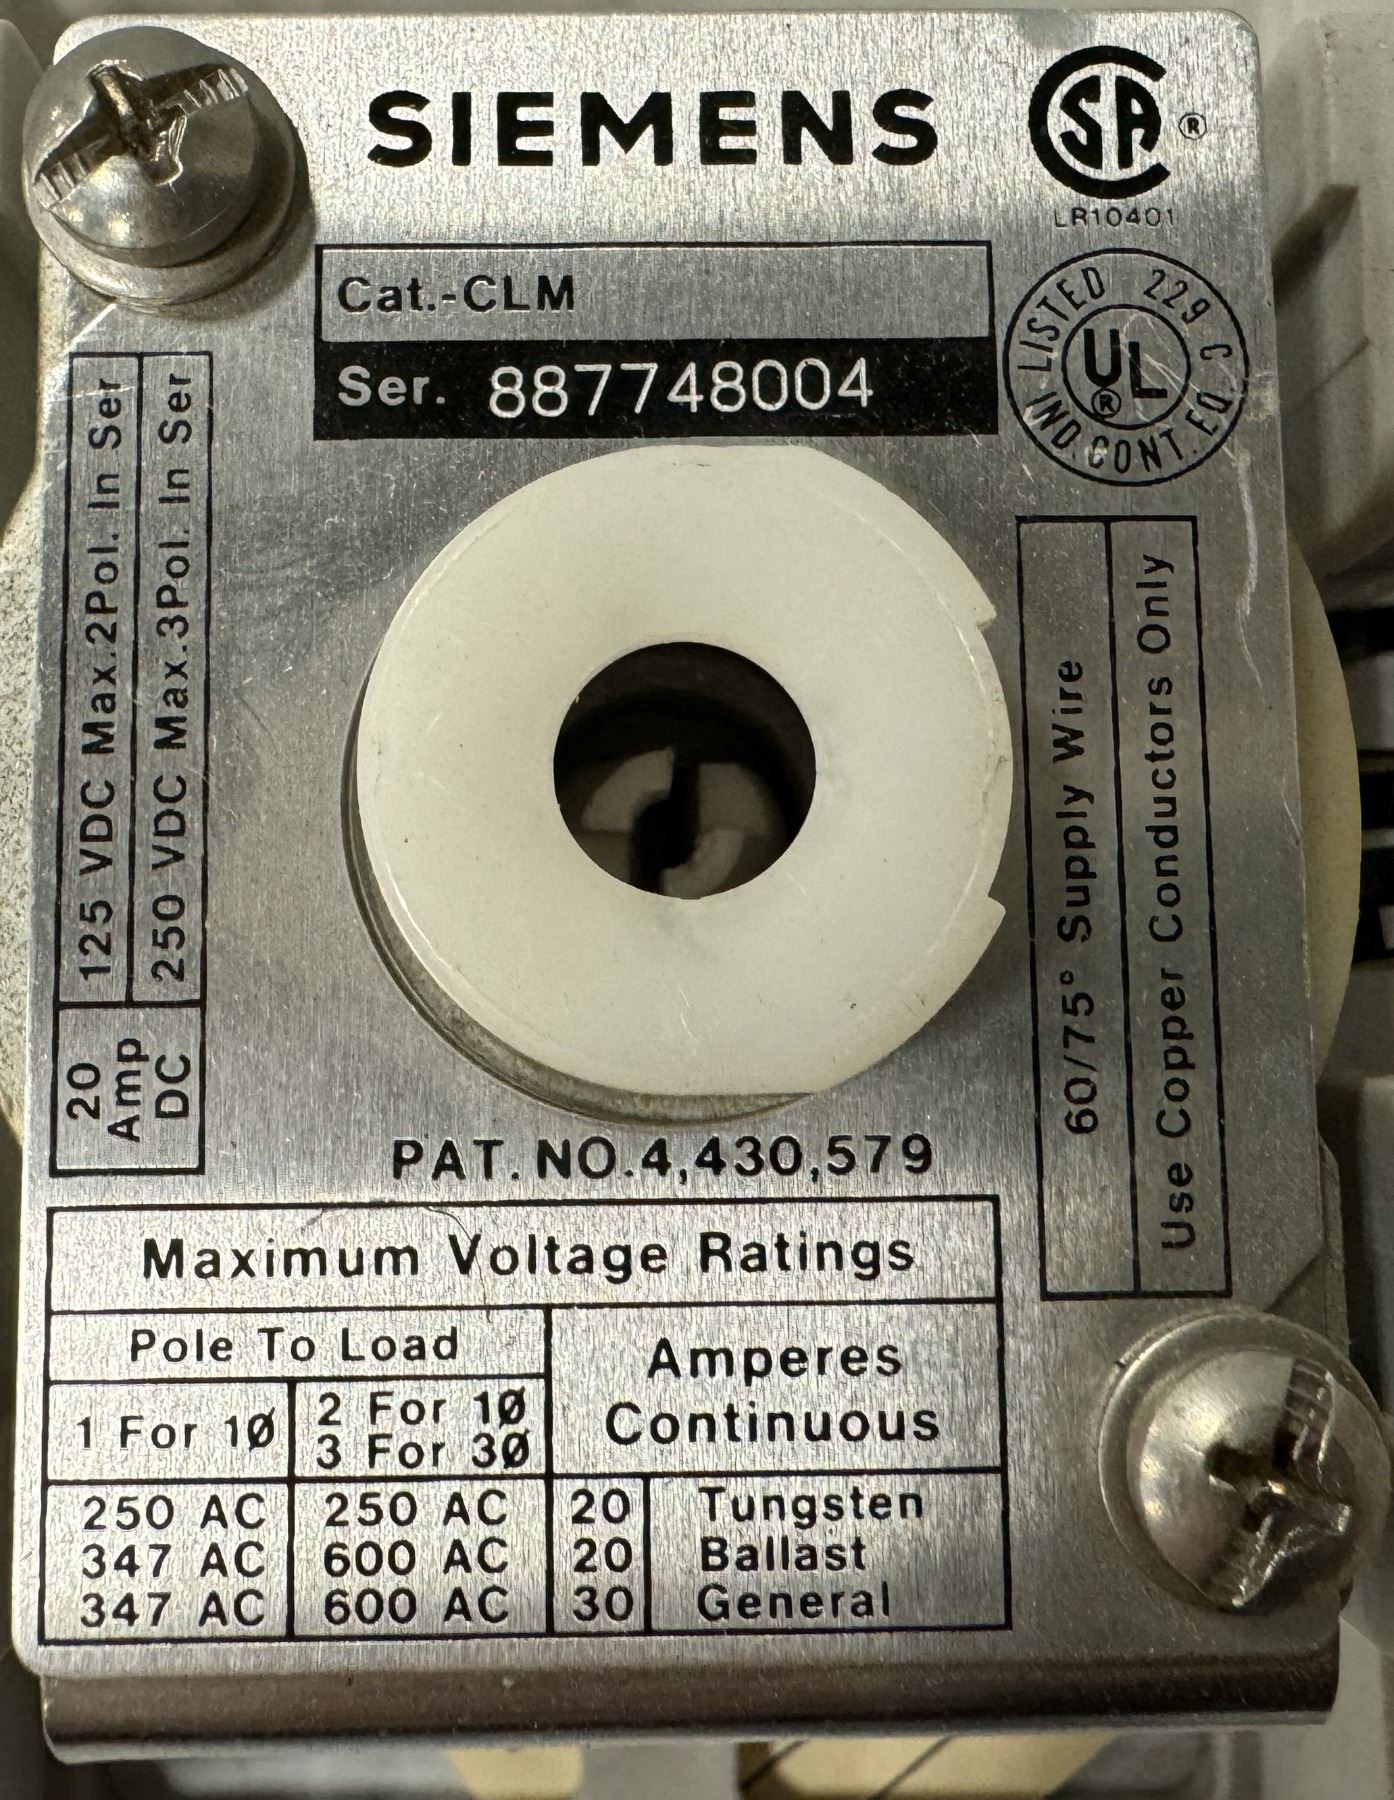 SIEMENS
CSA ®
LR10401
Cat.-CLM
Ser. 887748004
LISTED 229 C
UL ®
IND. CONT. EQ.
125 VDC Max.2Pol. In Ser
250 VDC Max.3Pol. In Ser
20
Amp
DC
60/75° Supply Wire
Use Copper Conductors Only
PAT. NO.4,430,579
Maximum Voltage Ratings
Pole To Load
Amperes
Continuous
1 For 1Ø
2 For 1Ø
3 For 3Ø
250 AC 250 AC 20 Tungsten
347 AC 600 AC 20 Ballast
347 AC 600 AC 30 General